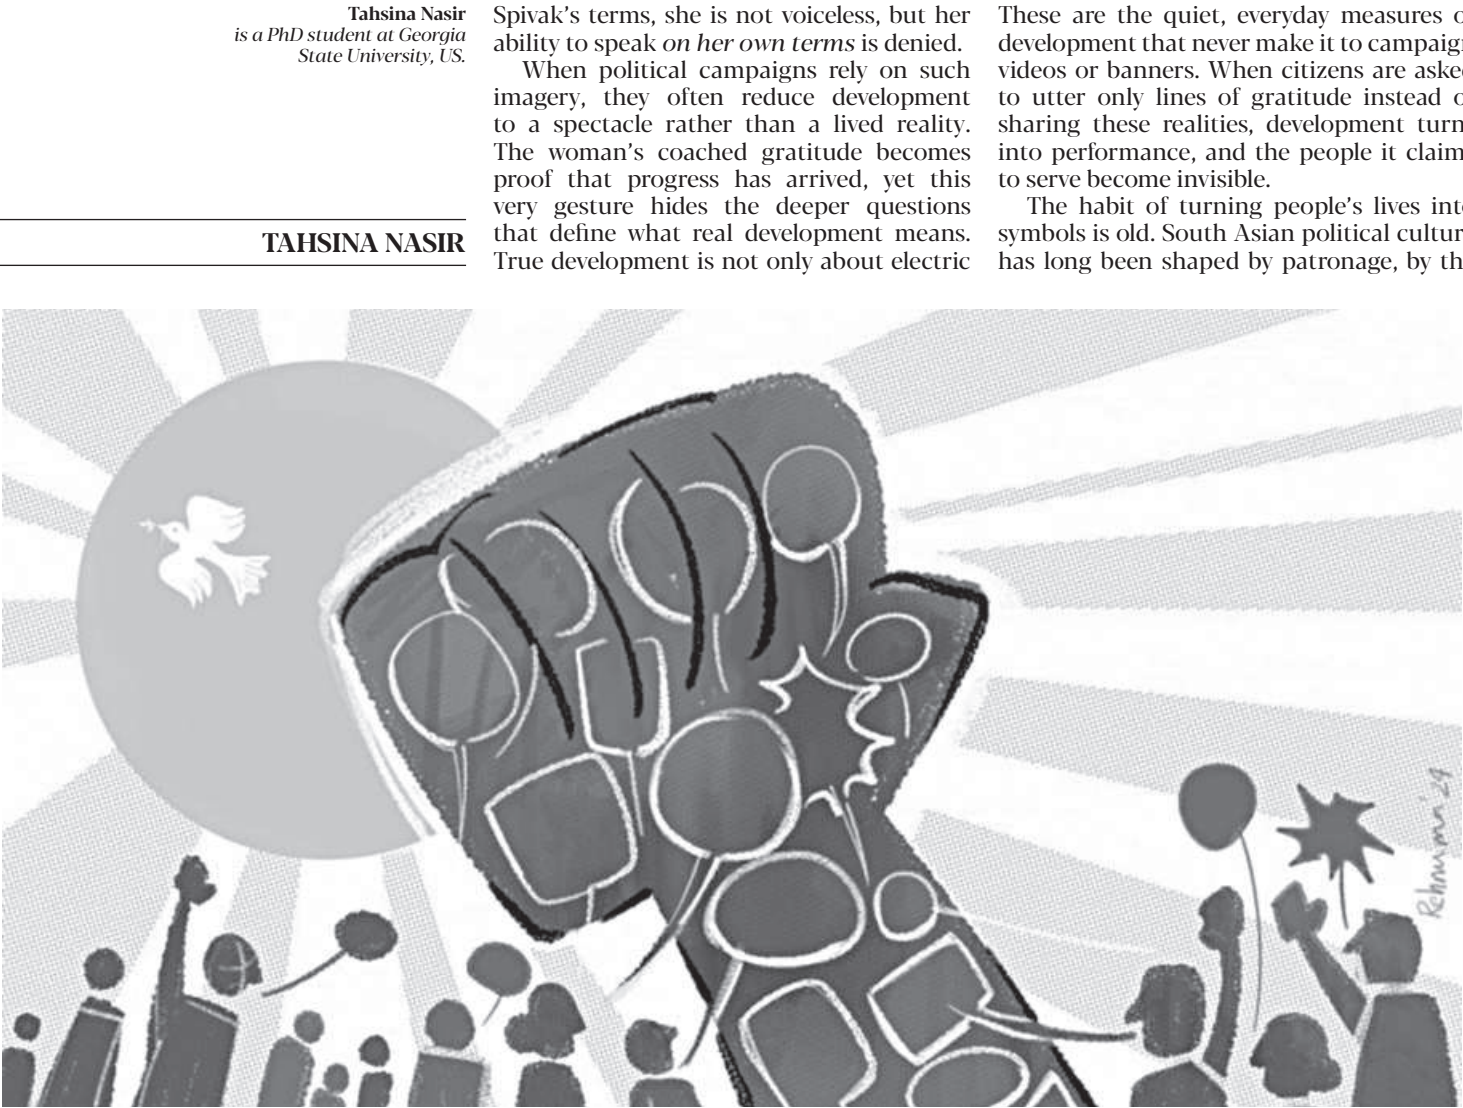 Tahsina Nasir
is a PhD student at Georgia
State University, US.
TAHSINA NASIR
Spivak’s terms, she is not voiceless, but her
ability to speak on her own terms is denied.
When political campaigns rely on such
imagery, they often reduce development
to a spectacle rather than a lived reality.
The woman’s coached gratitude becomes
proof that progress has arrived, yet this
very gesture hides the deeper questions
that define what real development means.
True development is not only about electric
These are the quiet, everyday measures o
development that never make it to campaig
videos or banners. When citizens are aske
to utter only lines of gratitude instead o
sharing these realities, development turn
into performance, and the people it claim
to serve become invisible.
The habit of turning people’s lives int
symbols is old. South Asian political cultur
has long been shaped by patronage, by th
Rehnuma '24